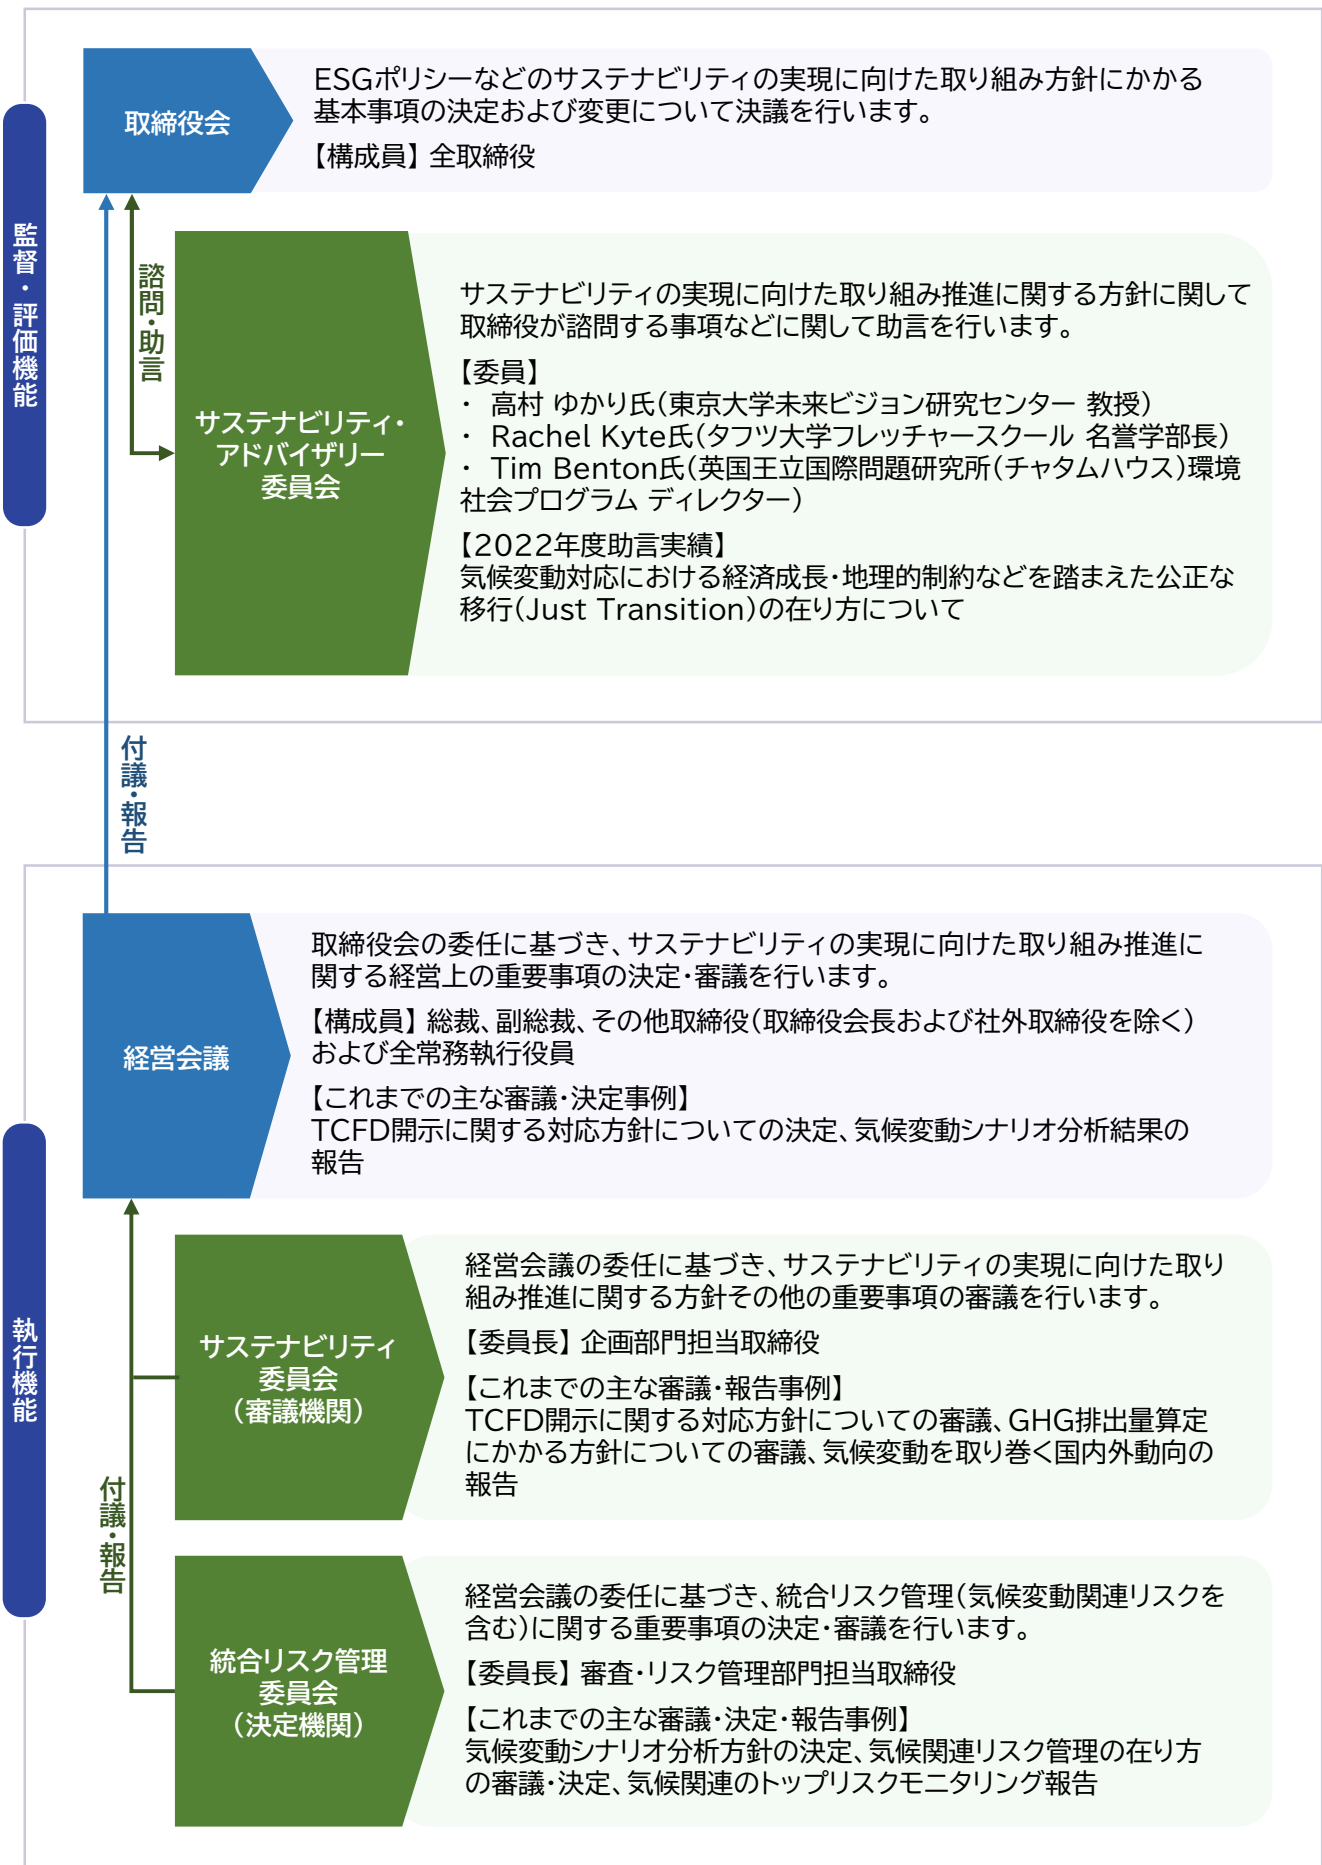 監督・評価機能
取締役会
ESGポリシーなどのサステナビリティの実現に向けた取り組み方針にかかる
基本事項の決定および変更について決議を行います。
【構成員】 全取締役
諮問・助言
サステナビリティ・
アドバイザリー
委員会
サステナビリティの実現に向けた取り組み推進に関する方針に関して
取締役が諮問する事項などに関して助言を行います。
【委員】
・ 高村 ゆかり氏（東京大学未来ビジョン研究センター 教授）
・ Rachel Kyte氏（タフツ大学フレッチャースクール 名誉学部長）
・ Tim Benton氏（英国王立国際問題研究所（チャタムハウス）環境
社会プログラム ディレクター）
【2022年度助言実績】
気候変動対応における経済成長・地理的制約などを踏まえた公正な
移行（Just Transition）の在り方について
付議・報告
執行機能
経営会議
取締役会の委任に基づき、サステナビリティの実現に向けた取り組み推進に
関する経営上の重要事項の決定・審議を行います。
【構成員】 総裁、副総裁、その他取締役（取締役会長および社外取締役を除く）
および全常務執行役員
【これまでの主な審議・決定事例】
TCFD開示に関する対応方針についての決定、気候変動シナリオ分析結果の
報告
付議・報告
サステナビリティ
委員会
（審議機関）
経営会議の委任に基づき、サステナビリティの実現に向けた取り
組み推進に関する方針その他の重要事項の審議を行います。
【委員長】 企画部門担当取締役
【これまでの主な審議・報告事例】
TCFD開示に関する対応方針についての審議、GHG排出量算定
にかかる方針についての審議、気候変動を取り巻く国内外動向の
報告
統合リスク管理
委員会
（決定機関）
経営会議の委任に基づき、統合リスク管理（気候変動関連リスクを
含む）に関する重要事項の決定・審議を行います。
【委員長】 審査・リスク管理部門担当取締役
【これまでの主な審議・決定・報告事例】
気候変動シナリオ分析方針の決定、気候関連リスク管理の在り方
の審議・決定、気候関連のトップリスクモニタリング報告